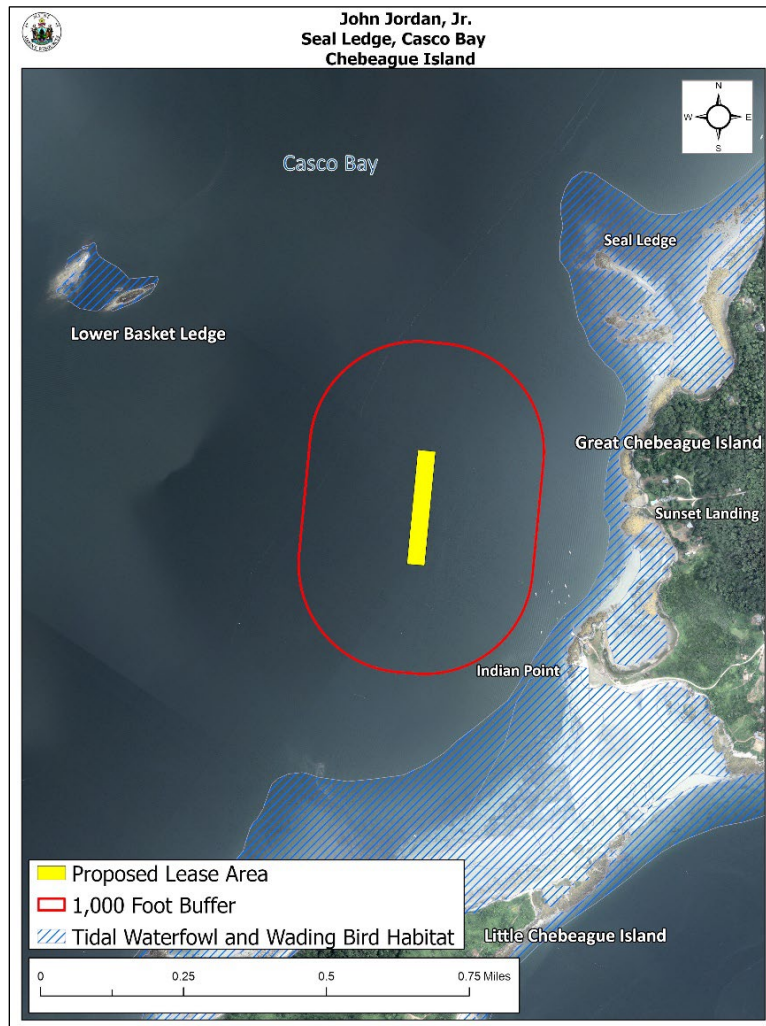 John Jordan, Jr.
Seal Ledge, Casco Bay
Chebeague Island
N
W E
S
Casco Bay
Seal Ledge
Lower Basket Ledge
Great Chebeague Island
Sunset Landing
Indian Point
Proposed Lease Area
1,000 Foot Buffer
Tidal Waterfowl and Wading Bird Habitat
Little Chebeague Island
0 0.25 0.5 0.75 Miles